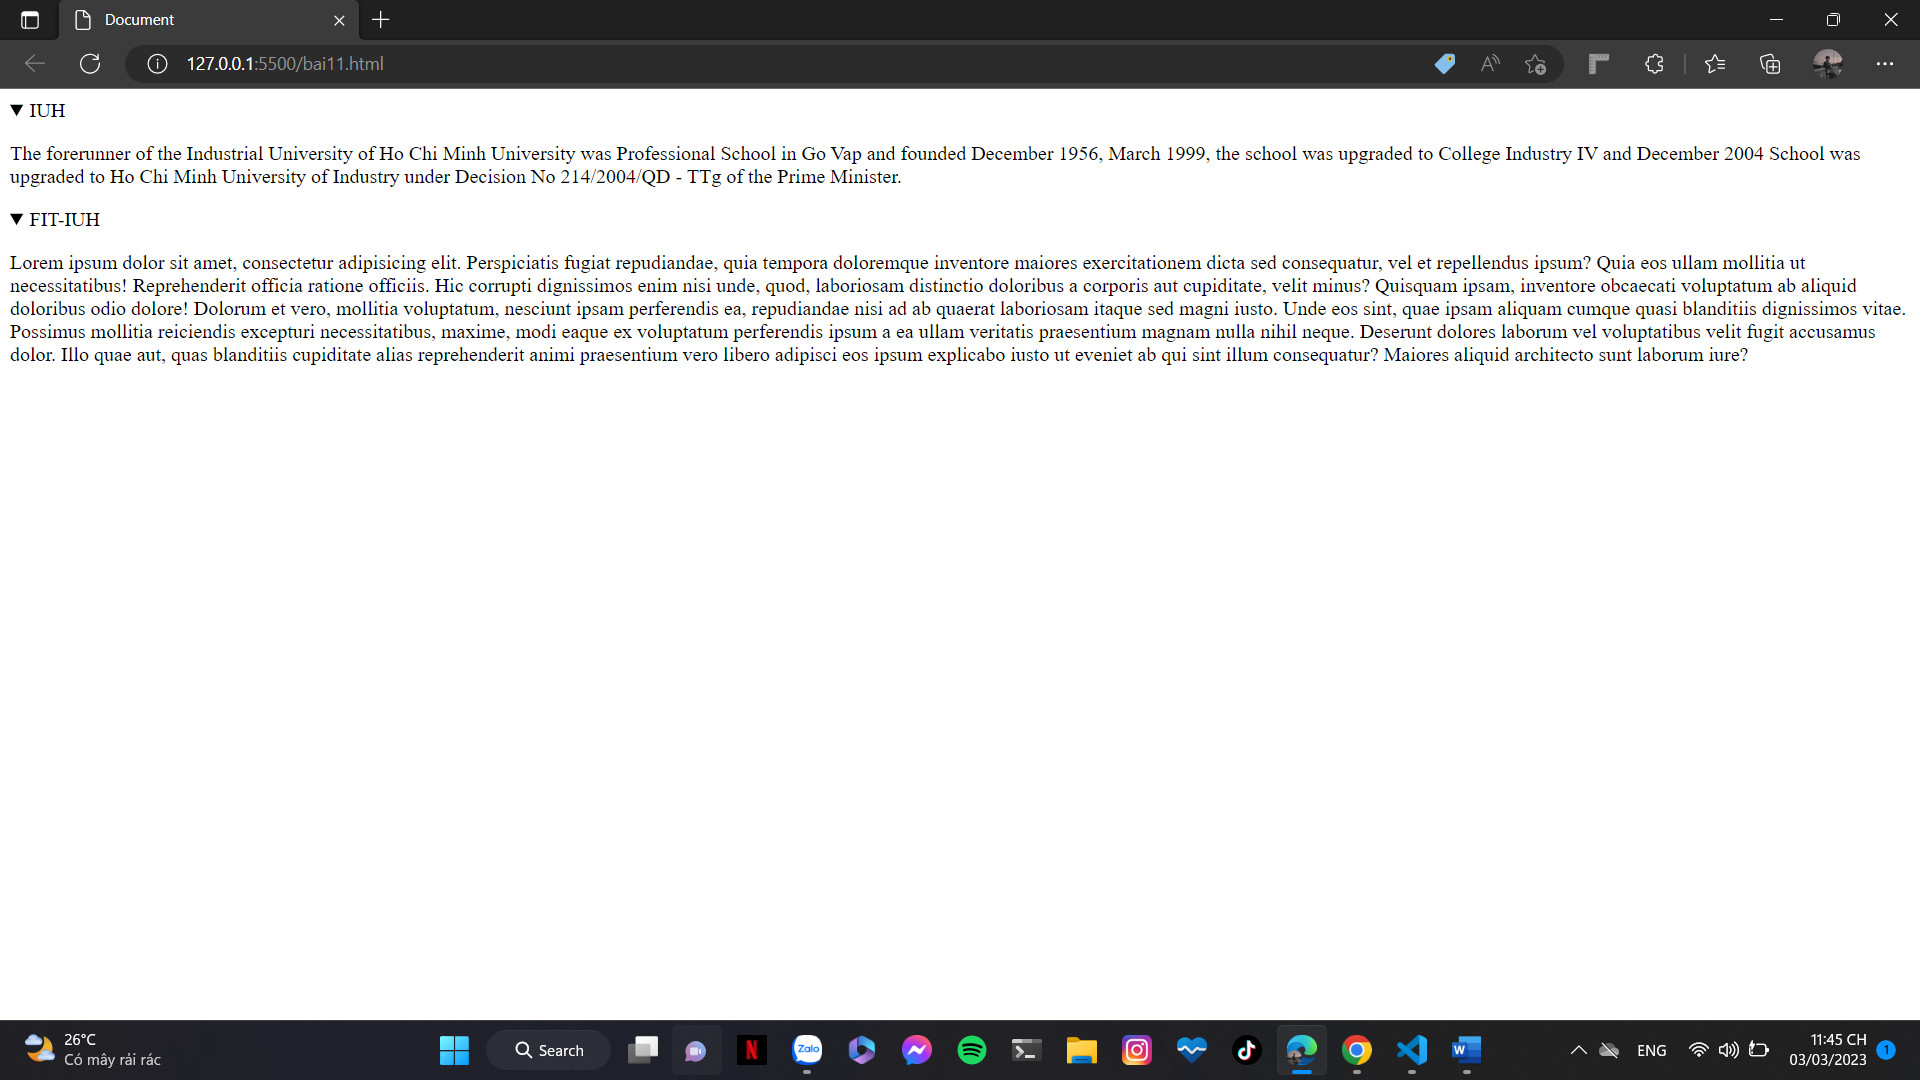 Document
127.0.0.1:5500/bai11.html
IUH
The forerunner of the Industrial University of Ho Chi Minh University was Professional School in Go Vap and founded December 1956, March 1999, the school was upgraded to College Industry IV and December 2004 School was
upgraded to Ho Chi Minh University of Industry under Decision No 214/2004/QD - TTg of the Prime Minister.
FIT-IUH
Lorem ipsum dolor sit amet, consectetur adipisicing elit. Perspiciatis fugiat repudiandae, quia tempora doloremque inventore maiores exercitationem dicta sed consequatur, vel et repellendus ipsum? Quia eos ullam mollitia ut
necessitatibus! Reprehenderit officia ratione officiis. Hic corrupti dignissimos enim nisi unde, quod, laboriosam distinctio doloribus a corporis aut cupiditate, velit minus? Quisquam ipsam, inventore obcaecati voluptatum ab aliquid
doloribus odio dolore! Dolorum et vero, mollitia voluptatum, nesciunt ipsam perferendis ea, repudiandae nisi ad ab quaerat laboriosam itaque sed magni iusto. Unde eos sint, quae ipsam aliquam cumque quasi blanditiis dignissimos vitae.
Possimus mollitia reiciendis excepturi necessitatibus, maxime, modi eaque ex voluptatum perferendis ipsum a ea ullam veritatis praesentium magnam nulla nihil neque. Deserunt dolores laborum vel voluptatibus velit fugit accusamus
dolor. Illo quae aut, quas blanditiis cupiditate alias reprehenderit animi praesentium vero libero adipisci eos ipsum explicabo iusto ut eveniet ab qui sint illum consequatur? Maiores aliquid architecto sunt laborum iure?
26°C
Có mây rải rác
Search
Zalo
ENG
11:45 CH
03/03/2023
1